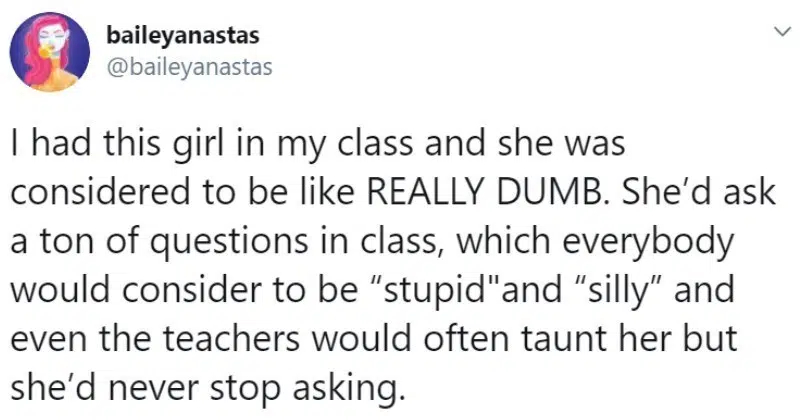 baileyanastas
@baileyanastas
I had this girl in my class and she was
considered to be like REALLY DUMB. She’d ask
a ton of questions in class, which everybody
would consider to be “stupid"and “silly” and
even the teachers would often taunt her but
she’d never stop asking.